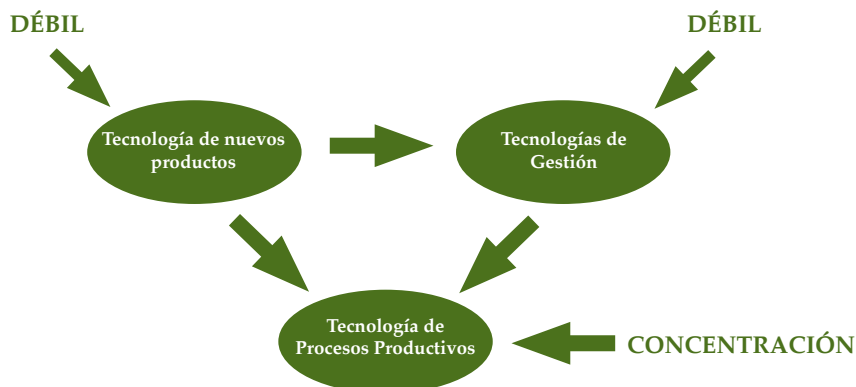 DÉBIL
DÉBIL
Tecnología de nuevos
productos
Tecnologías de
Gestión
Tecnología de
Procesos Productivos
CONCENTRACIÓN